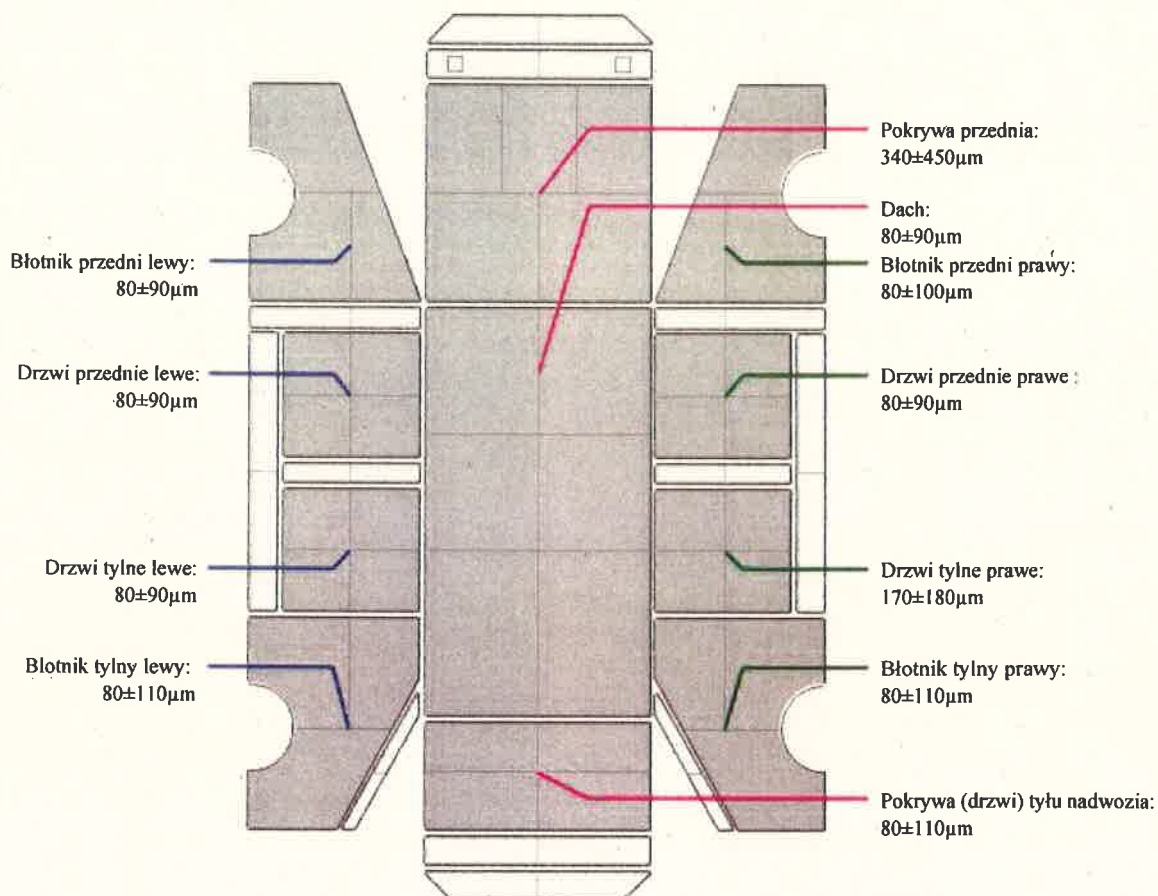 Pokrywa przednia:
340±450µm
Dach:
80±90µm
Błotnik przedni lewy:
80±90µm
Błotnik przedni prawy:
80±100µm
Drzwi przednie lewe:
80±90µm
Drzwi przednie prawe :
80±90µm
Drzwi tylne lewe:
80±90µm
Drzwi tylne prawe:
170±180µm
Błotnik tylny lewy:
80±110µm
Błotnik tylny prawy:
80±110µm
Pokrywa (drzwi) tyłu nadwozia:
80±110µm